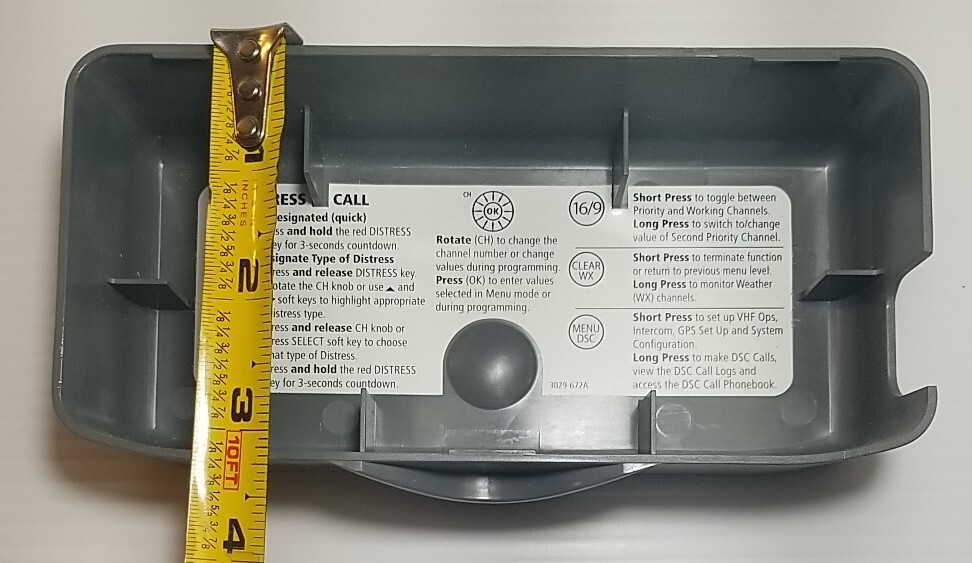 RESS CALL
esignated (quick)
ss and hold the red DISTRESS
ey for 3-seconds countdown.
signate Type of Distress
ress and release DISTRESS key.
otate the CH knob or use ▲ and
soft keys to highlight appropriate
istress type.
ress and release CH knob or
ress SELECT soft key to choose
hat type of Distress.
ress and hold the red DISTRESS
ey for 3-seconds countdown.
CH
OK
Rotate (CH) to change the
channel number or change
values during programming.
Press (OK) to enter values
selected in Menu mode or
during programming.
16/9
Short Press to toggle between
Priority and Working Channels.
Long Press to switch to/change
value of Second Priority Channel.
CLEAR
WX
Short Press to terminate function
or return to previous menu level.
Long Press to monitor Weather
(WX) channels.
MENU
DSC
Short Press to set up VHF Ops,
Intercom, GPS Set Up and System
Configuration.
Long Press to make DSC Calls,
view the DSC Call Logs and
access the DSC Call Phonebook.
3029 677A
1
INCHES
2
3
10FT
4